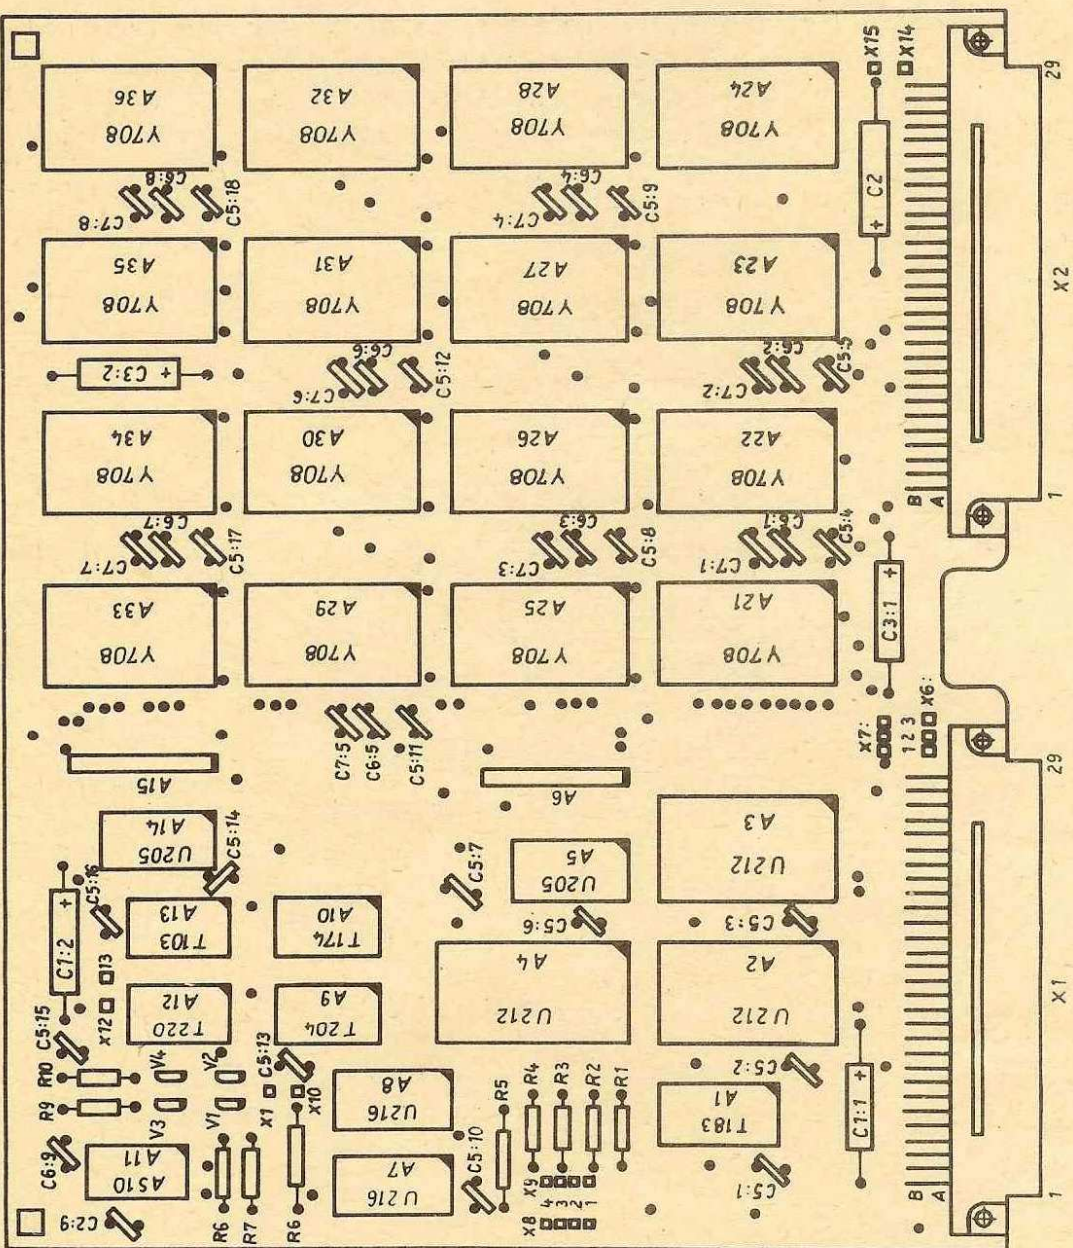 A36
Y708
A32
Y708
A28
Y708
A24
Y708
X15
X14
29
C7:8
C6:8
C5:18
C7:4
C6:4
C5:9
C2
+
A35
Y708
A31
Y708
A27
Y708
A23
Y708
X2
C3:2 +
C7:6
C6:6
C5:12
C7:2
C6:2
C5:5
A34
Y708
A30
Y708
A26
Y708
A22
Y708
B
A
1
C7:7
C6:7
C5:17
C7:3
C6:3
C5:8
C7:1
C6:1
C5:4
A33
Y708
A29
Y708
A25
Y708
A21
Y708
C3:1 +
C7:5
C6:5
C5:11
X7:
1 2 3
X6:
29
A15
A6
A14
U205
C5:14
C5:7
A5
U205
A3
U212
C5:16
C1:2 +
A13
T103
A10
T174
C5:6
C5:3
X12
13
A12
T220
A9
T204
A4
U212
A2
U212
X1
C5:15
R10
R9
V4
V2
V3
V1
C5:13
X1
X10
A8
U216
R5
R4
R3
R2
R1
C5:2
A1
T183
C1:1 +
C6:9
A11
AS10
C2:9
R6
R7
R6
A7
U216
C5:10
X9
X8
4
3
2
1
C5:1
B
A
1